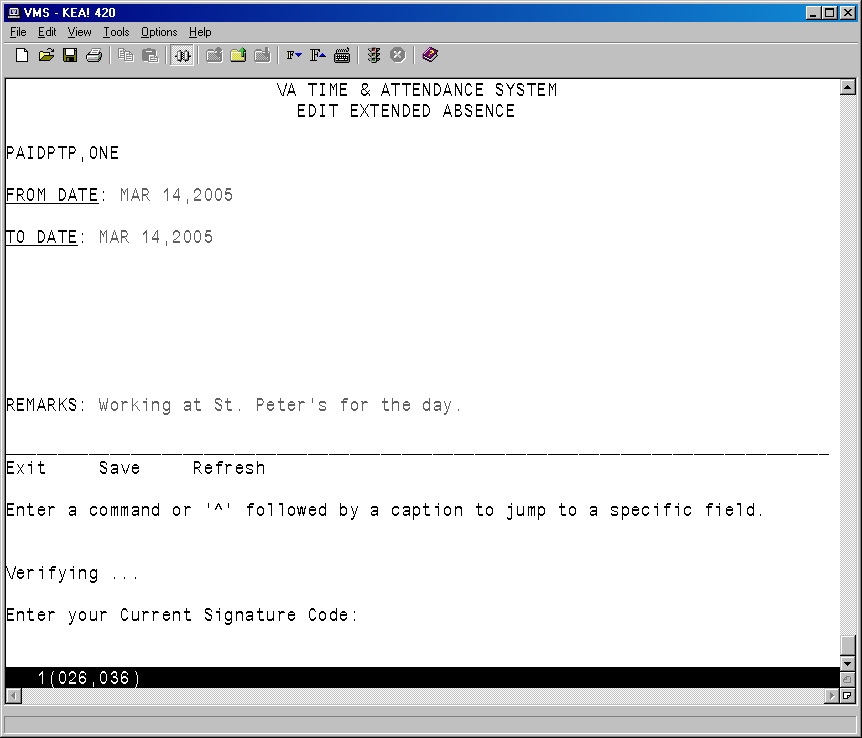 VMS - KEA! 420
File Edit View Tools Options Help
VA TIME & ATTENDANCE SYSTEM
EDIT EXTENDED ABSENCE
PAIDPTP,ONE
FROM DATE: MAR 14,2005
TO DATE: MAR 14,2005
REMARKS: Working at St. Peter's for the day.
Exit Save Refresh
Enter a command or '^' followed by a caption to jump to a specific field.
Verifying ...
Enter your Current Signature Code:
1(026,036)